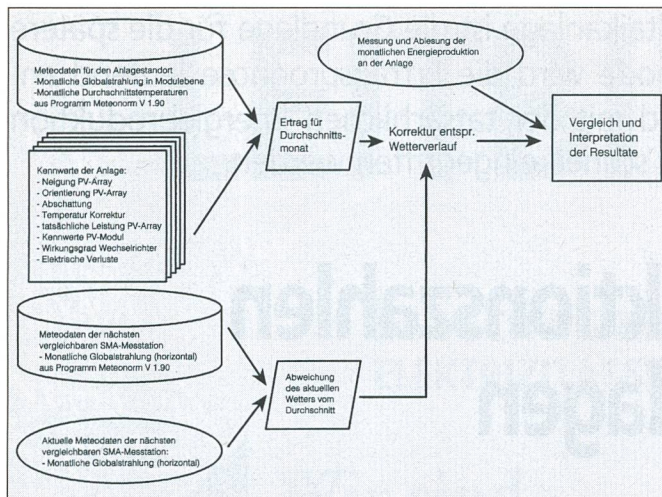 Meteodaten für den Anlagestandort
-Monatliche Globalstrahlung in Modulebene
-Monatliche Durchschnittstemperaturen
aus Programm Meteonorm V 1.90
Messung und Ablesung der
monatlichen Energieproduktion
an der Anlage
Kennwerte der Anlage:
- Neigung PV-Array
- Orientierung PV-Array
- Abschattung
- Temperatur Korrektur
- tatsächliche Leistung PV-Array
- Kennwerte PV-Modul
- Wirkungsgrad Wechselrichter
- Elektrische Verluste
Ertrag für
Durchschnitts-
monat
Korrektur entspr.
Wetterverlauf
Vergleich und
Interpretation
der Resultate
Meteodaten der nächsten
vergleichbaren SMA-Messtation
- Monatliche Globalstrahlung (horizontal)
aus Programm Meteonorm V 1.90
Abweichung
des aktuellen
Wetters vom
Durchschnitt
Aktuelle Meteodaten der nächsten
vergleichbaren SMA-Messstation:
- Monatliche Globalstrahlung (horizontal)